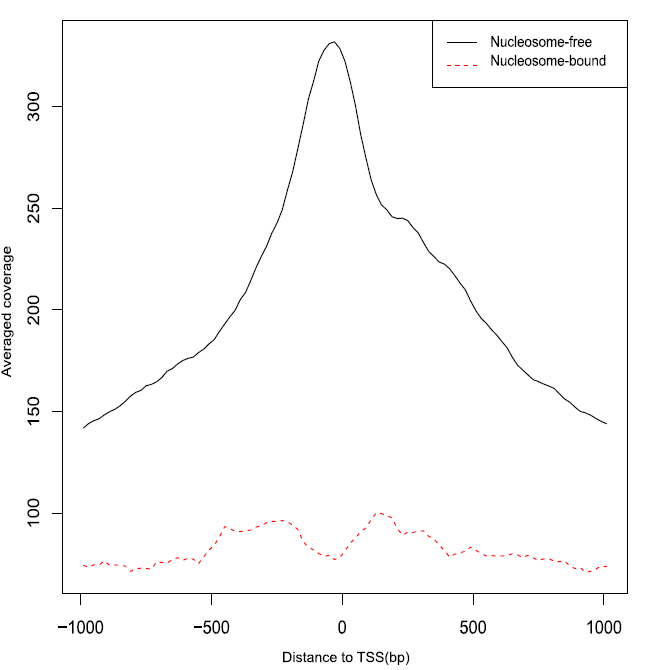 Nucleosome-free
Nucleosome-bound
300
250
200
150
100
Averaged coverage
−1000 −500 0 500 1000
Distance to TSS(bp)